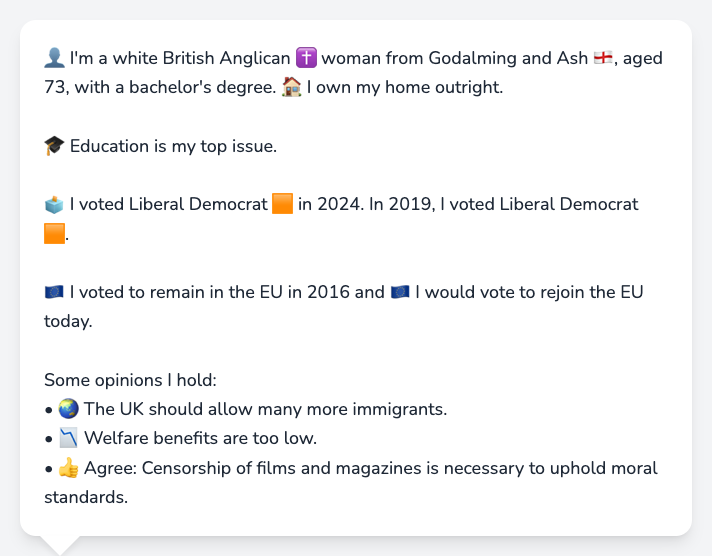 👤 I'm a white British Anglican ✝️ woman from Godalming and Ash 🏴󠁧󠁢󠁥󠁮󠁧󠁿, aged
73, with a bachelor's degree. 🏠 I own my home outright.
🎓 Education is my top issue.
🗳️ I voted Liberal Democrat 🟧 in 2024. In 2019, I voted Liberal Democrat
🟧.
🇪🇺 I voted to remain in the EU in 2016 and 🇪🇺 I would vote to rejoin the EU
today.
Some opinions I hold:
• 🌏 The UK should allow many more immigrants.
• 📉 Welfare benefits are too low.
• 👍 Agree: Censorship of films and magazines is necessary to uphold moral
standards.